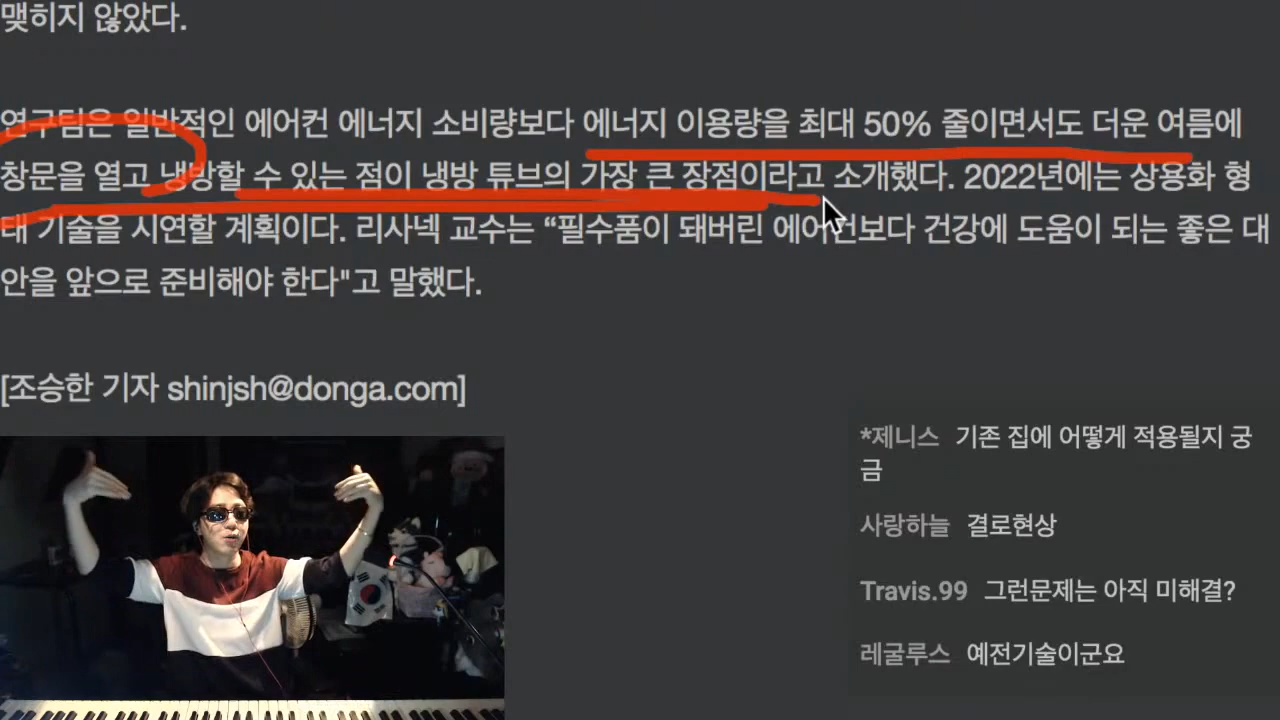 맺히지 않았다.
연구팀은 일반적인 에어컨 에너지 소비량보다 에너지 이용량을 최대 50% 줄이면서도 더운 여름에
창문을 열고 냉방할 수 있는 점이 냉방 튜브의 가장 큰 장점이라고 소개했다. 2022년에는 상용화 형
태 기술을 시연할 계획이다. 리사넥 교수는 “필수품이 돼버린 에어컨보다 건강에 도움이 되는 좋은 대
안을 앞으로 준비해야 한다"고 말했다.
[조승한 기자 shinjsh@donga.com]
*제니스 기존 집에 어떻게 적용될지 궁
금
사랑하늘 결로현상
Travis.99 그런문제는 아직 미해결?
레굴루스 예전기술이군요